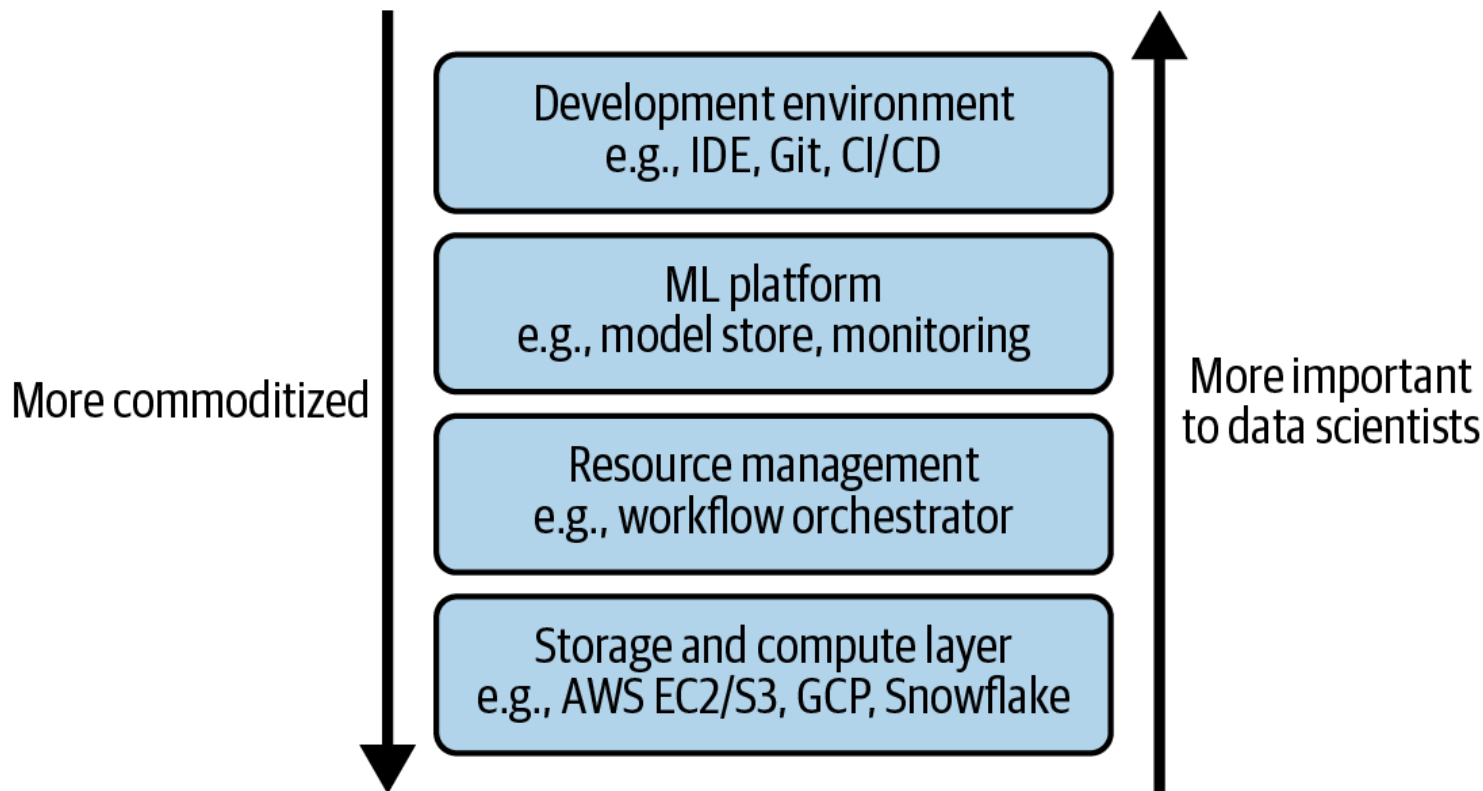 Development environment
e.g., IDE, Git, CI/CD
ML platform
e.g., model store, monitoring
More commoditized
More important
to data scientists
Resource management
e.g., workflow orchestrator
Storage and compute layer
e.g., AWS EC2/S3, GCP, Snowflake